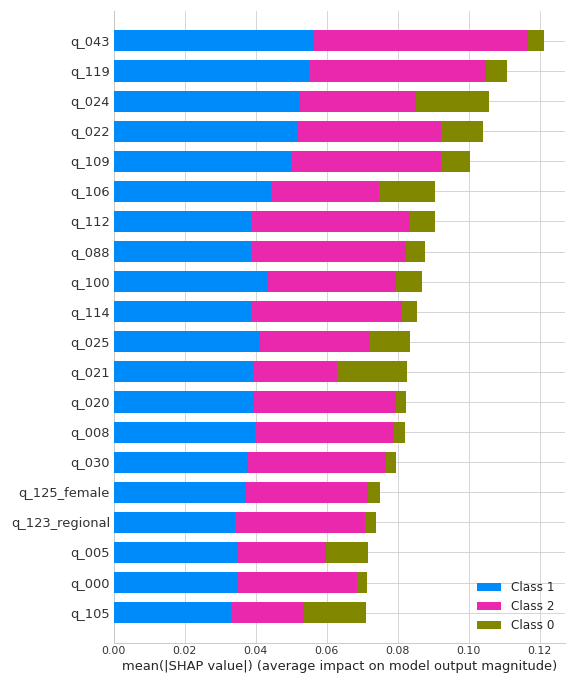 q_043
q_119
q_024
q_022
q_109
q_106
q_112
q_088
q_100
q_114
q_025
q_021
q_020
q_008
q_030
q_125_female
q_123_regional
q_005
q_000
q_105
Class 1
Class 2
Class 0
0.00 0.02 0.04 0.06 0.08 0.10 0.12
mean(|SHAP value|) (average impact on model output magnitude)